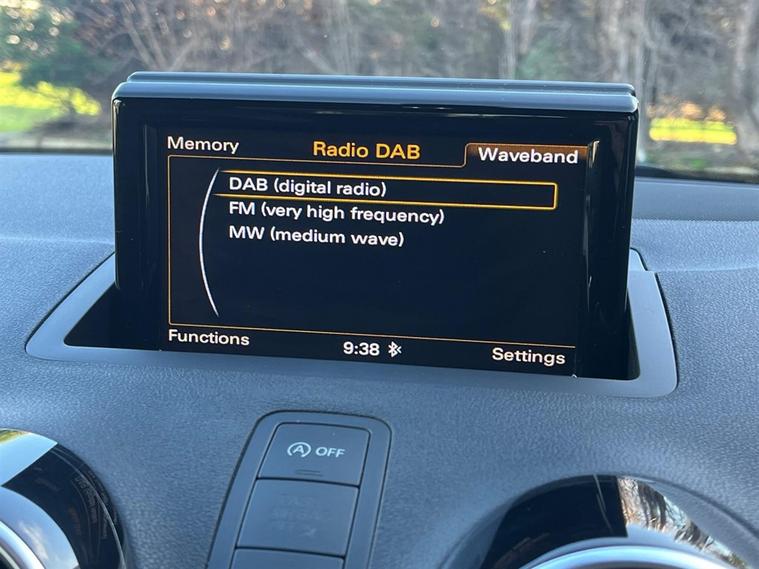 Memory
Radio DAB
Waveband
DAB (digital radio)
FM (very high frequency)
MW (medium wave)
Functions
9:38
Settings
A OFF